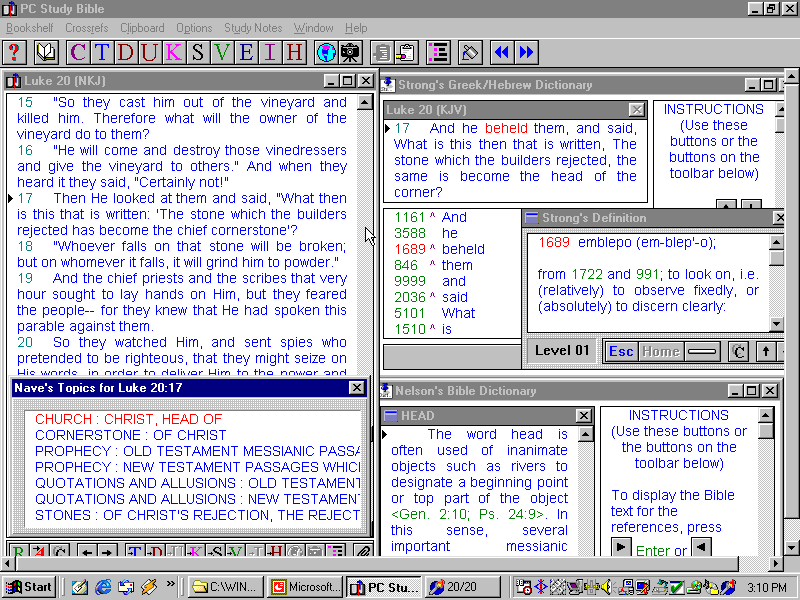 PC Study Bible
Bookshelf Crossrefs Clipboard Options Study Notes Window Help
? C T D U K S V E I H
Luke 20 (NKJ)
15 "So they cast him out of the vineyard and
killed him. Therefore what will the owner of the
vineyard do to them?
16 "He will come and destroy those vinedressers
and give the vineyard to others." And when they
heard it they said, "Certainly not!"
17 Then He looked at them and said, "What then
is this that is written: 'The stone which the builders
rejected has become the chief cornerstone'?
18 "Whoever falls on that stone will be broken;
but on whomever it falls, it will grind him to powder."
19 And the chief priests and the scribes that very
hour sought to lay hands on Him, but they feared
the people-- for they knew that He had spoken this
parable against them.
20 So they watched Him, and sent spies who
pretended to be righteous, that they might seize on
His words, in order to deliver Him to the power and
Nave's Topics for Luke 20:17
CHURCH : CHRIST, HEAD OF
CORNERSTONE : OF CHRIST
PROPHECY : OLD TESTAMENT MESSIANIC PASSA
PROPHECY : NEW TESTAMENT PASSAGES WHICH
QUOTATIONS AND ALLUSIONS : OLD TESTAMENT
QUOTATIONS AND ALLUSIONS : NEW TESTAMENT
STONES : OF CHRIST'S REJECTION, THE REJECT
Strong's Greek/Hebrew Dictionary
Luke 20 (KJV)
17 And he beheld them, and said,
What is this then that is written, The
stone which the builders rejected, the
same is become the head of the
corner?
INSTRUCTIONS
(Use these
buttons or the
buttons on the
toolbar below)
1161 ^ And
3588 he
1689 ^ beheld
846 ^ them
9999 and
2036 ^ said
5101 What
1510 ^ is
Strong's Definition
1689 emblepo (em-blep'-o);
from 1722 and 991; to look on, i.e.
(relatively) to observe fixedly, or
(absolutely) to discern clearly:
Level 01 Esc Home C
Nelson's Bible Dictionary
HEAD
The word head is
often used of inanimate
objects such as rivers to
designate a beginning point
or top part of the object
<Gen. 2:10; Ps. 24:9>. In
this sense, several
important messianic
INSTRUCTIONS
(Use these buttons or
the buttons on the
toolbar below)
To display the Bible
text for the
references, press
Enter or
Start C:\WIN... Microsoft... PC Stu... 20/20 3:10 PM